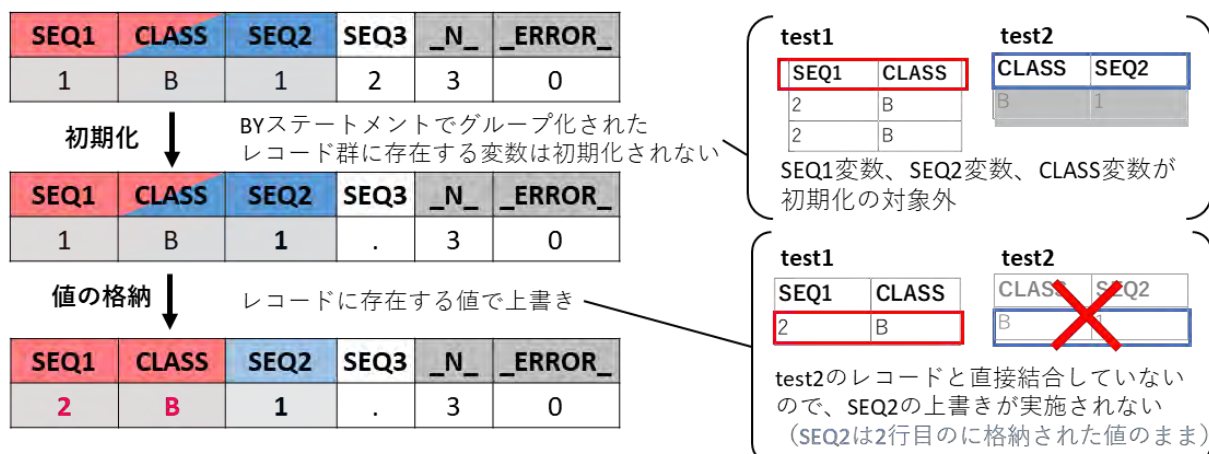 SEQ1 CLASS SEQ2 SEQ3 _N_ _ERROR_
1 B 1 2 3 0
初期化
BYステートメントでグループ化された
レコード群に存在する変数は初期化されない
SEQ1 CLASS SEQ2 SEQ3 _N_ _ERROR_
1 B 1 . 3 0
値の格納
レコードに存在する値で上書き
SEQ1 CLASS SEQ2 SEQ3 _N_ _ERROR_
2 B 1 . 3 0
test1
SEQ1 CLASS
2 B
2 B
test2
CLASS SEQ2
B 1
SEQ1変数、SEQ2変数、CLASS変数が
初期化の対象外
test1
SEQ1 CLASS
2 B
test2
CLASS SEQ2
B 1
test2のレコードと直接結合していない
ので、SEQ2の上書きが実施されない
（SEQ2は2行目のに格納された値のまま）